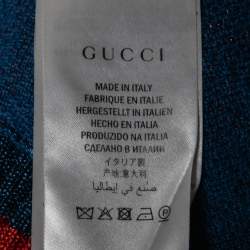 GUCCI
MADE IN ITALY
FABRIQUE EN ITALIE
HERGESTELLT IN ITALIEN
HECHO EN ITALIA
PRODUZIDO NA ITALIA
СДЕЛАНО В ИТАЛИИ
イタリア製
产地:意大利
صنع في إيطاليا